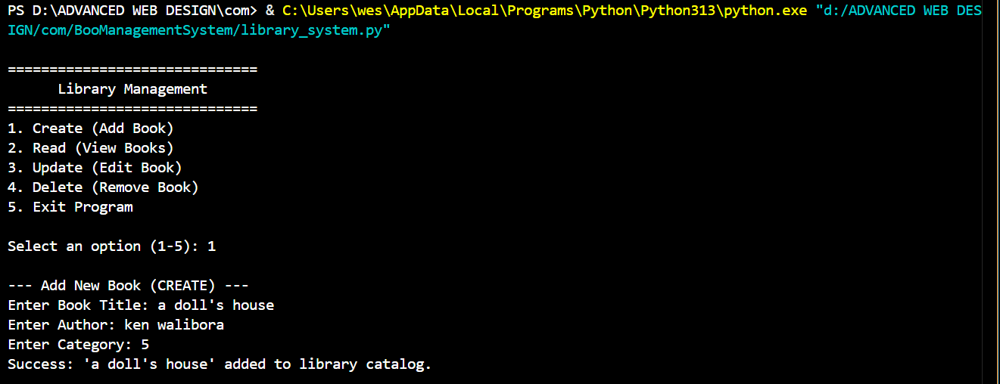 PS D:\ADVANCED WEB DESIGN\com> & C:\Users\wes\AppData\Local\Programs\Python\Python313\python.exe "d:/ADVANCED WEB DES
IGN/com/BooManagementSystem/library_system.py"
==============================
Library Management
==============================
1. Create (Add Book)
2. Read (View Books)
3. Update (Edit Book)
4. Delete (Remove Book)
5. Exit Program
Select an option (1-5): 1
--- Add New Book (CREATE) ---
Enter Book Title: a doll's house
Enter Author: ken walibora
Enter Category: 5
Success: 'a doll's house' added to library catalog.